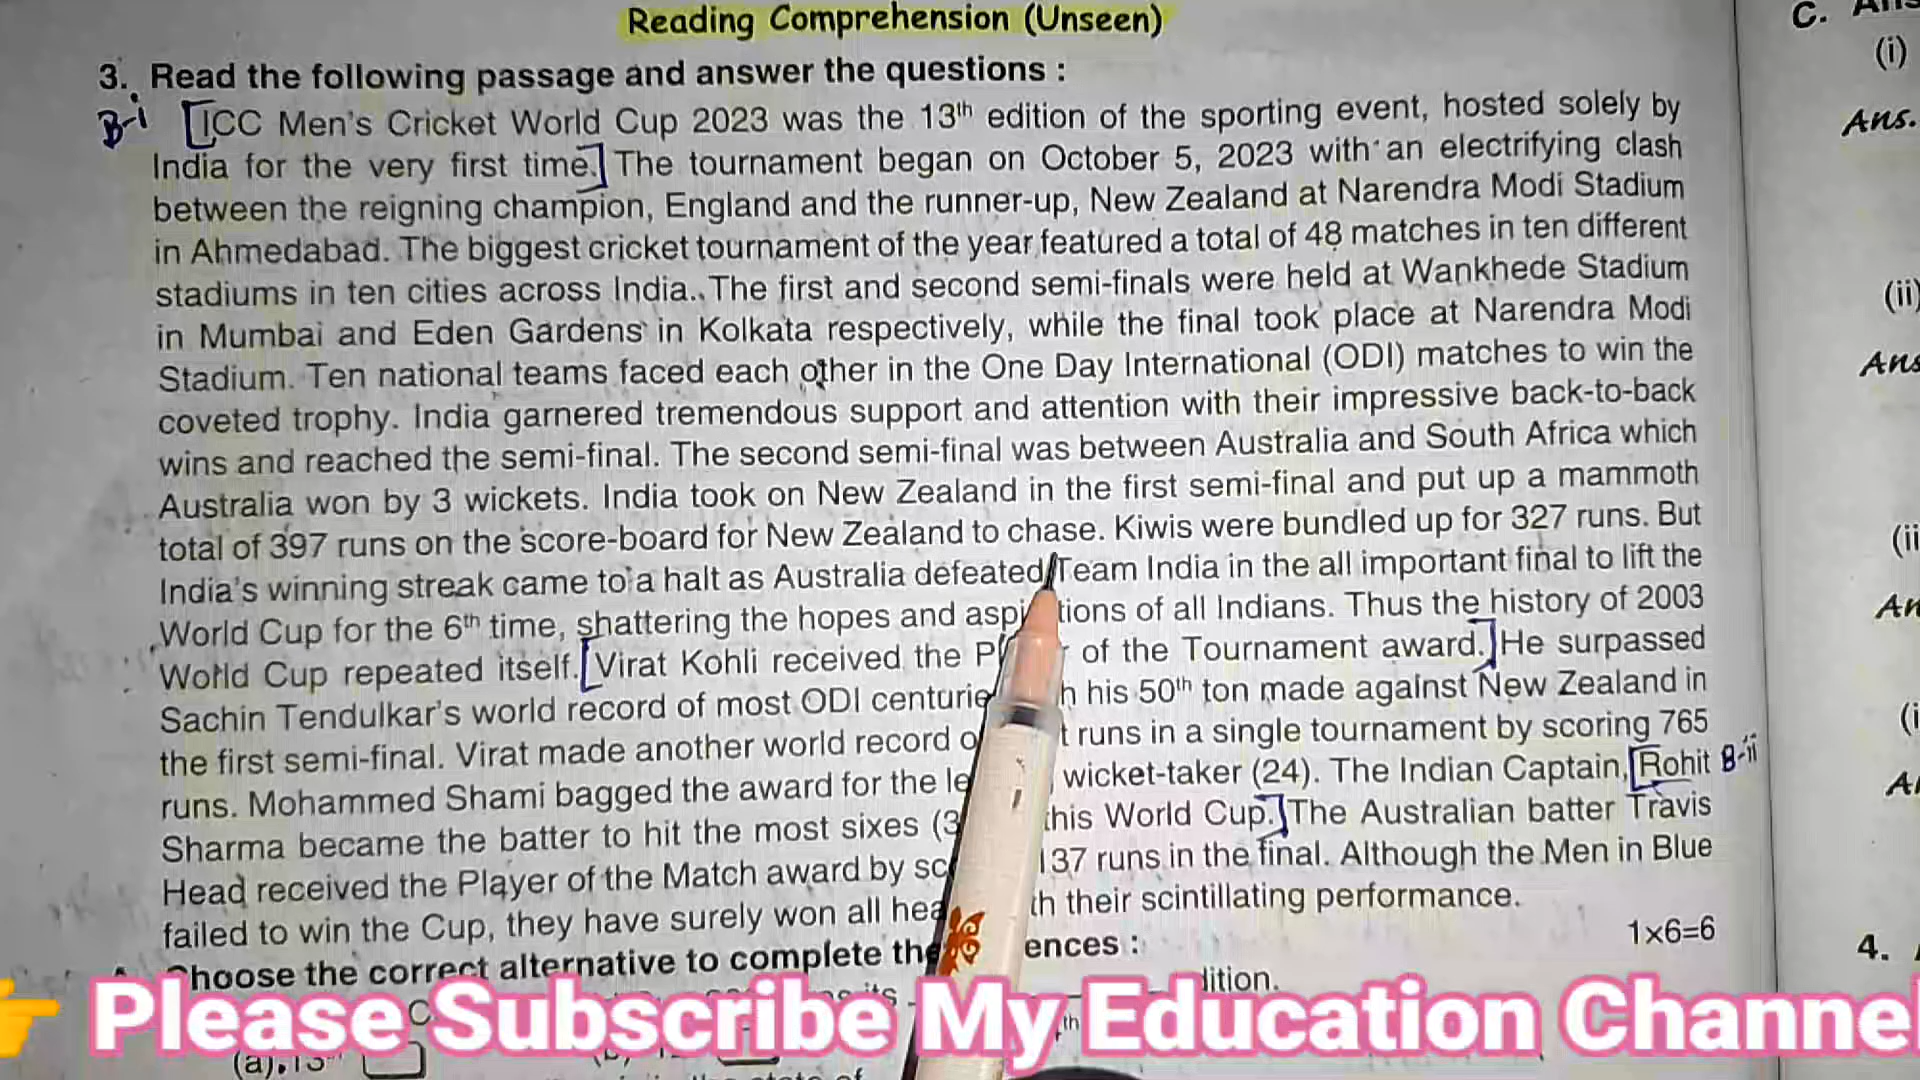 Reading Comprehension (Unseen)
3. Read the following passage and answer the questions :
B-i [ICC Men's Cricket World Cup 2023 was the 13th edition of the sporting event, hosted solely by
India for the very first time.] The tournament began on October 5, 2023 with an electrifying clash
between the reigning champion, England and the runner-up, New Zealand at Narendra Modi Stadium
in Ahmedabad. The biggest cricket tournament of the year featured a total of 48 matches in ten different
stadiums in ten cities across India. The first and second semi-finals were held at Wankhede Stadium
in Mumbai and Eden Gardens in Kolkata respectively, while the final took place at Narendra Modi
Stadium. Ten national teams faced each other in the One Day International (ODI) matches to win the
coveted trophy. India garnered tremendous support and attention with their impressive back-to-back
wins and reached the semi-final. The second semi-final was between Australia and South Africa which
Australia won by 3 wickets. India took on New Zealand in the first semi-final and put up a mammoth
total of 397 runs on the score-board for New Zealand to chase. Kiwis were bundled up for 327 runs. But
India's winning streak came to a halt as Australia defeated Team India in the all important final to lift the
World Cup for the 6th time, shattering the hopes and asp tions of all Indians. Thus the history of 2003
World Cup repeated itself. [Virat Kohli received the P of the Tournament award.] He surpassed
Sachin Tendulkar's world record of most ODI centurie h his 50th ton made against New Zealand in
the first semi-final. Virat made another world record o t runs in a single tournament by scoring 765
runs. Mohammed Shami bagged the award for the le wicket-taker (24). The Indian Captain, [Rohit B-ii
Sharma became the batter to hit the most sixes (3 this World Cup.] The Australian batter Travis
Head received the Player of the Match award by sc 137 runs in the final. Although the Men in Blue
failed to win the Cup, they have surely won all hea th their scintillating performance.
Choose the correct alternative to complete the ences : 1x6=6
dition.
👉 Please Subscribe My Education Channel
(a) 13
C.
(i)
Ans.
(ii)
Ans
(ii
An
(i
A
4.